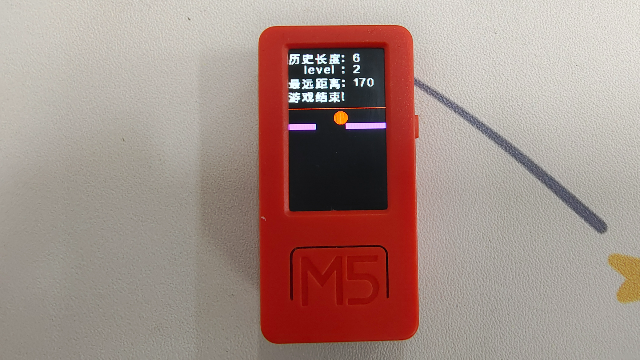 历史长度: 6
level : 2
最远距离: 170
游戏结束!
M5